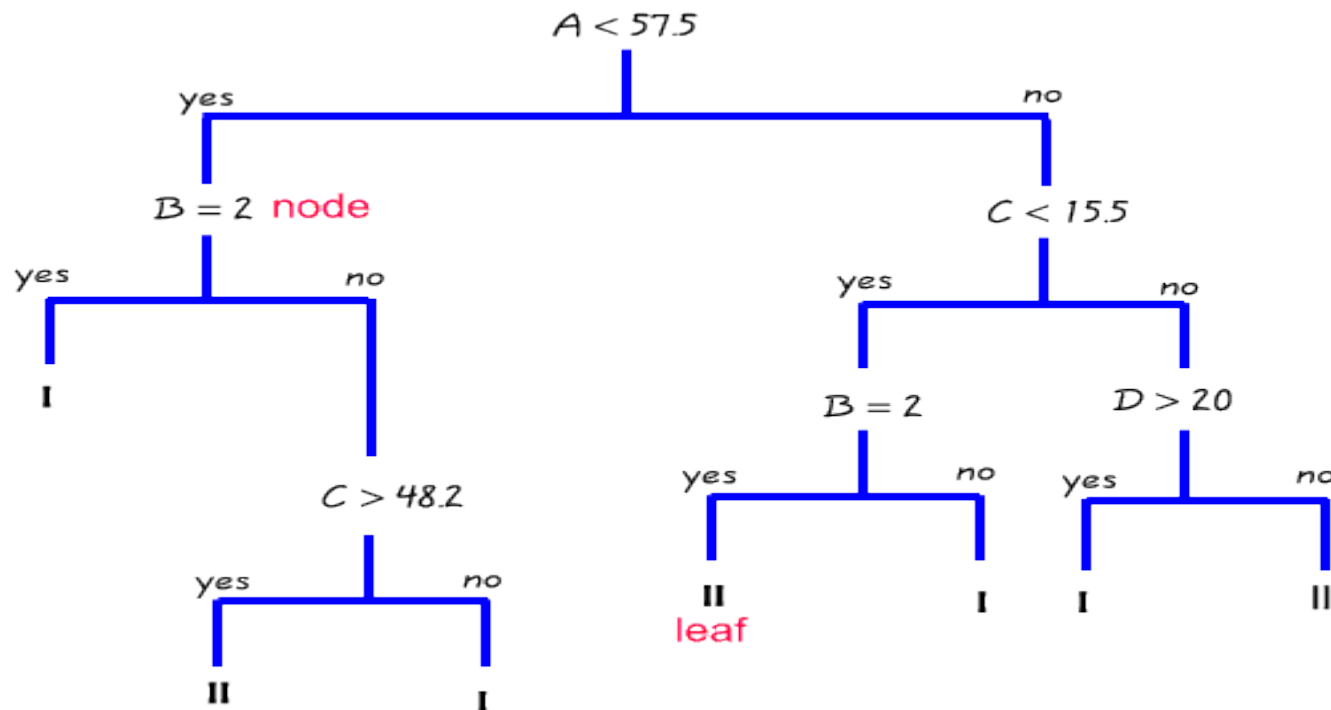 A < 57.5
yes
no
B = 2 node
C < 15.5
yes
no
yes
no
I
B = 2
D > 20
C > 48.2
yes
no
yes
no
yes
no
II
I
I
II
leaf
II
I